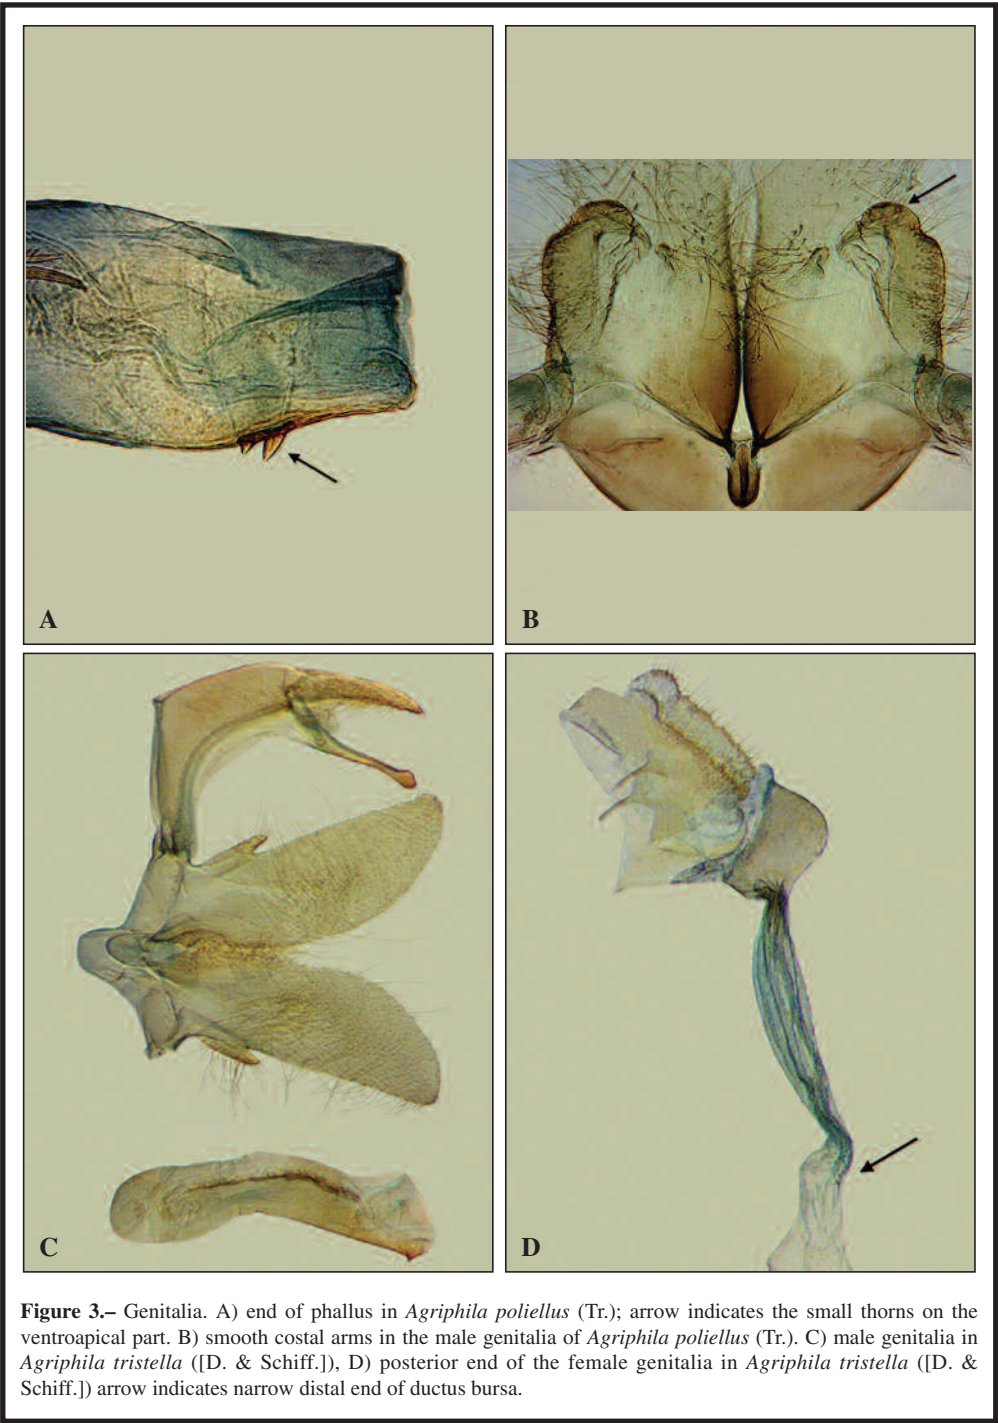 A
B
C
D
Figure 3.– Genitalia. A) end of phallus in Agriphila poliellus (Tr.); arrow indicates the small thorns on the
ventroapical part. B) smooth costal arms in the male genitalia of Agriphila poliellus (Tr.). C) male genitalia in
Agriphila tristella ([D. & Schiff.]), D) posterior end of the female genitalia in Agriphila tristella ([D. &
Schiff.]) arrow indicates narrow distal end of ductus bursa.